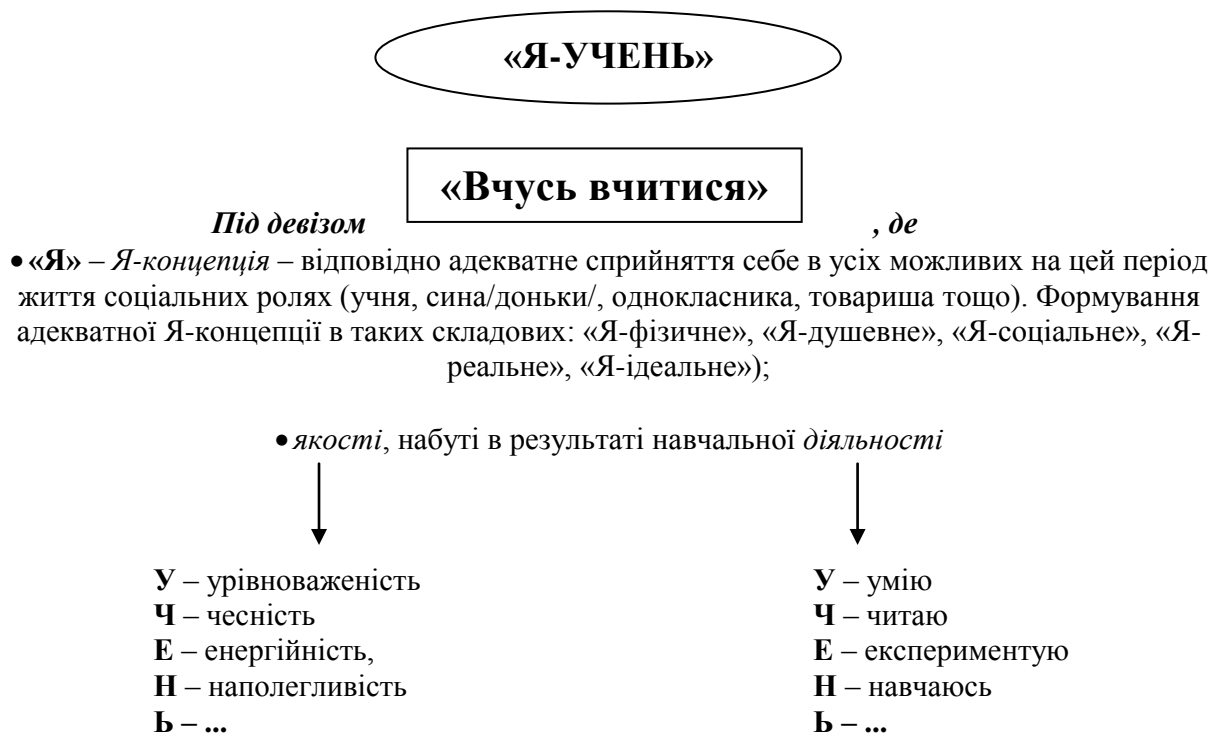 «Я-УЧЕНЬ»
«Вчусь вчитися»
Під девізом , де
• «Я» – Я-концепція – відповідно адекватне сприйняття себе в усіх можливих на цей період
життя соціальних ролях (учня, сина/доньки/, однокласника, товариша тощо). Формування
адекватної Я-концепції в таких складових: «Я-фізичне», «Я-душевне», «Я-соціальне», «Я-
реальне», «Я-ідеальне»);
• якості, набуті в результаті навчальної діяльності
У – урівноваженість
Ч – чесність
Е – енергійність,
Н – наполегливість
Ь – ...
У – умію
Ч – читаю
Е – експериментую
Н – навчаюсь
Ь – ...